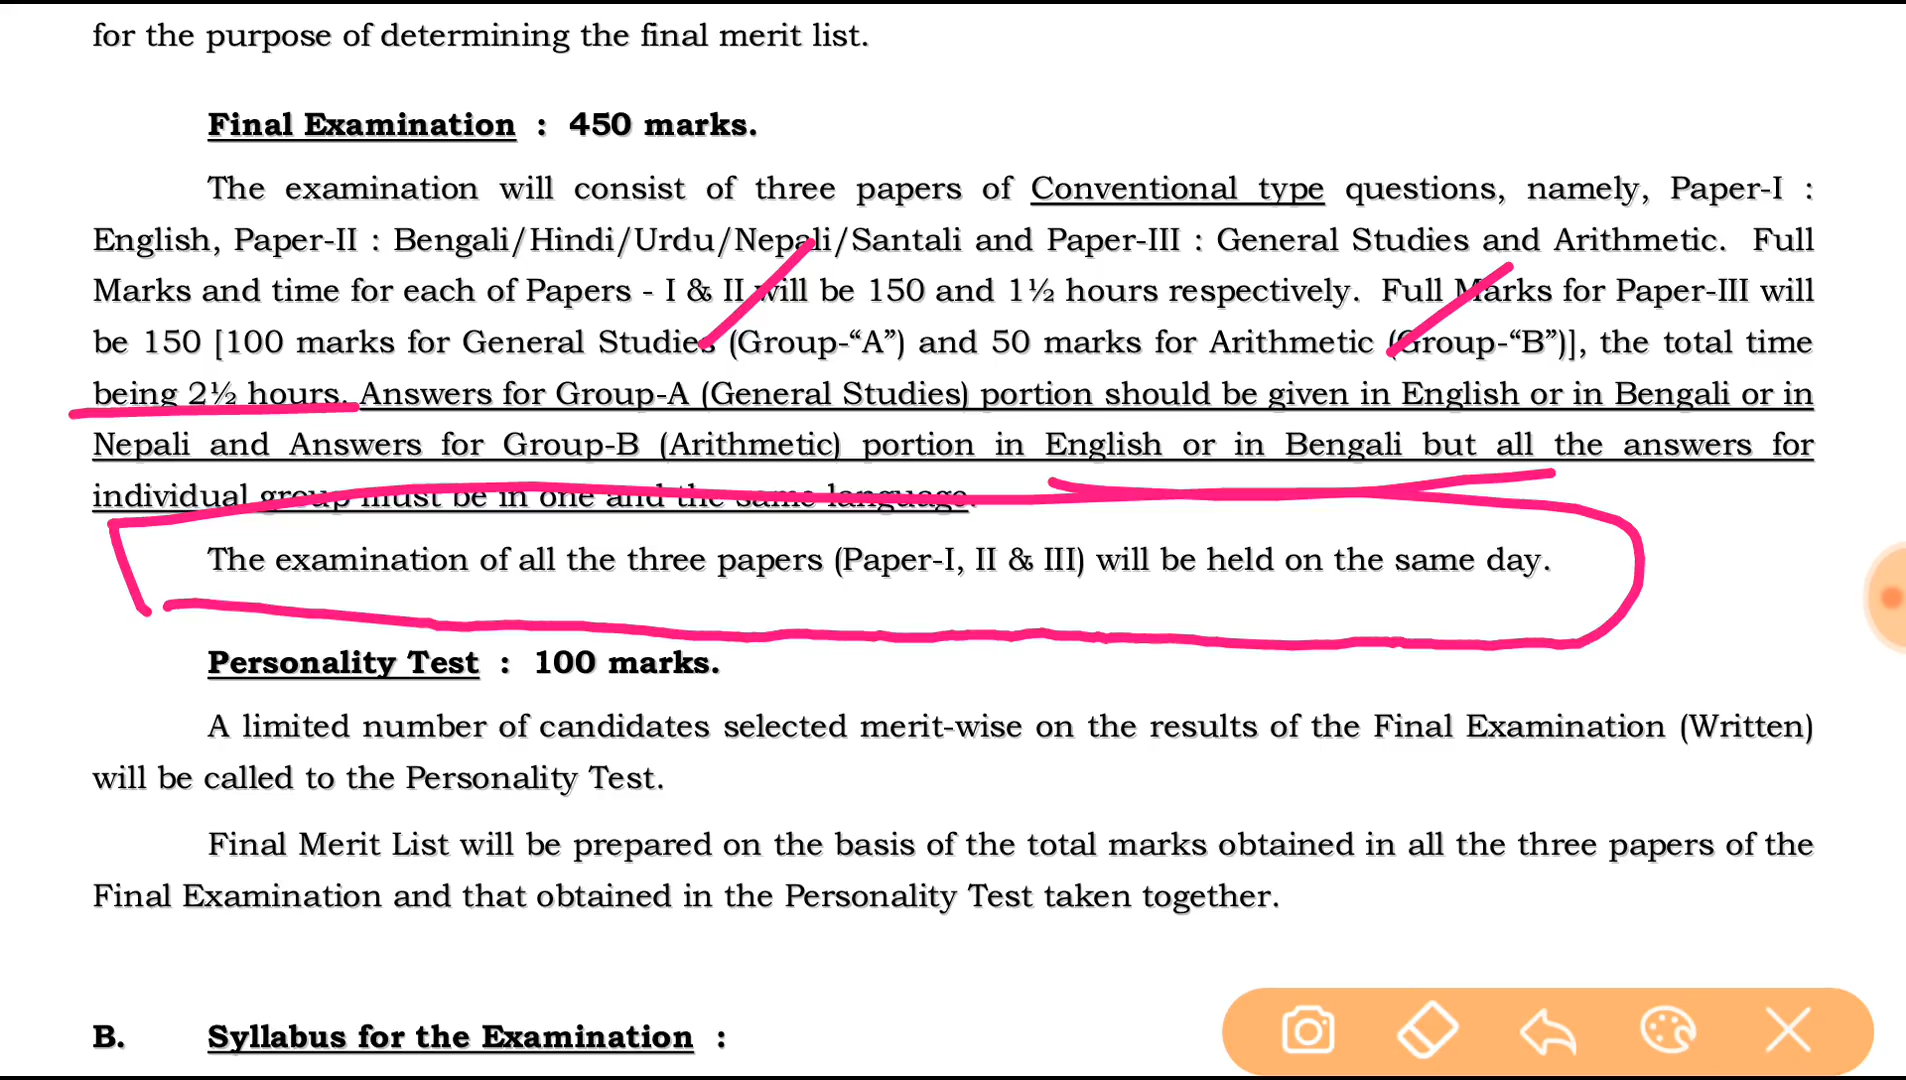 for the purpose of determining the final merit list.
Final Examination : 450 marks.
The examination will consist of three papers of Conventional type questions, namely, Paper-I :
English, Paper-II : Bengali/Hindi/Urdu/Nepali/Santali and Paper-III : General Studies and Arithmetic. Full
Marks and time for each of Papers - I & II will be 150 and 1½ hours respectively. Full Marks for Paper-III will
be 150 [100 marks for General Studies (Group-“A”) and 50 marks for Arithmetic (Group-“B”)], the total time
being 2½ hours. Answers for Group-A (General Studies) portion should be given in English or in Bengali or in
Nepali and Answers for Group-B (Arithmetic) portion in English or in Bengali but all the answers for
individual group must be in one and the same language.
The examination of all the three papers (Paper-I, II & III) will be held on the same day.
Personality Test : 100 marks.
A limited number of candidates selected merit-wise on the results of the Final Examination (Written)
will be called to the Personality Test.
Final Merit List will be prepared on the basis of the total marks obtained in all the three papers of the
Final Examination and that obtained in the Personality Test taken together.
B. Syllabus for the Examination :